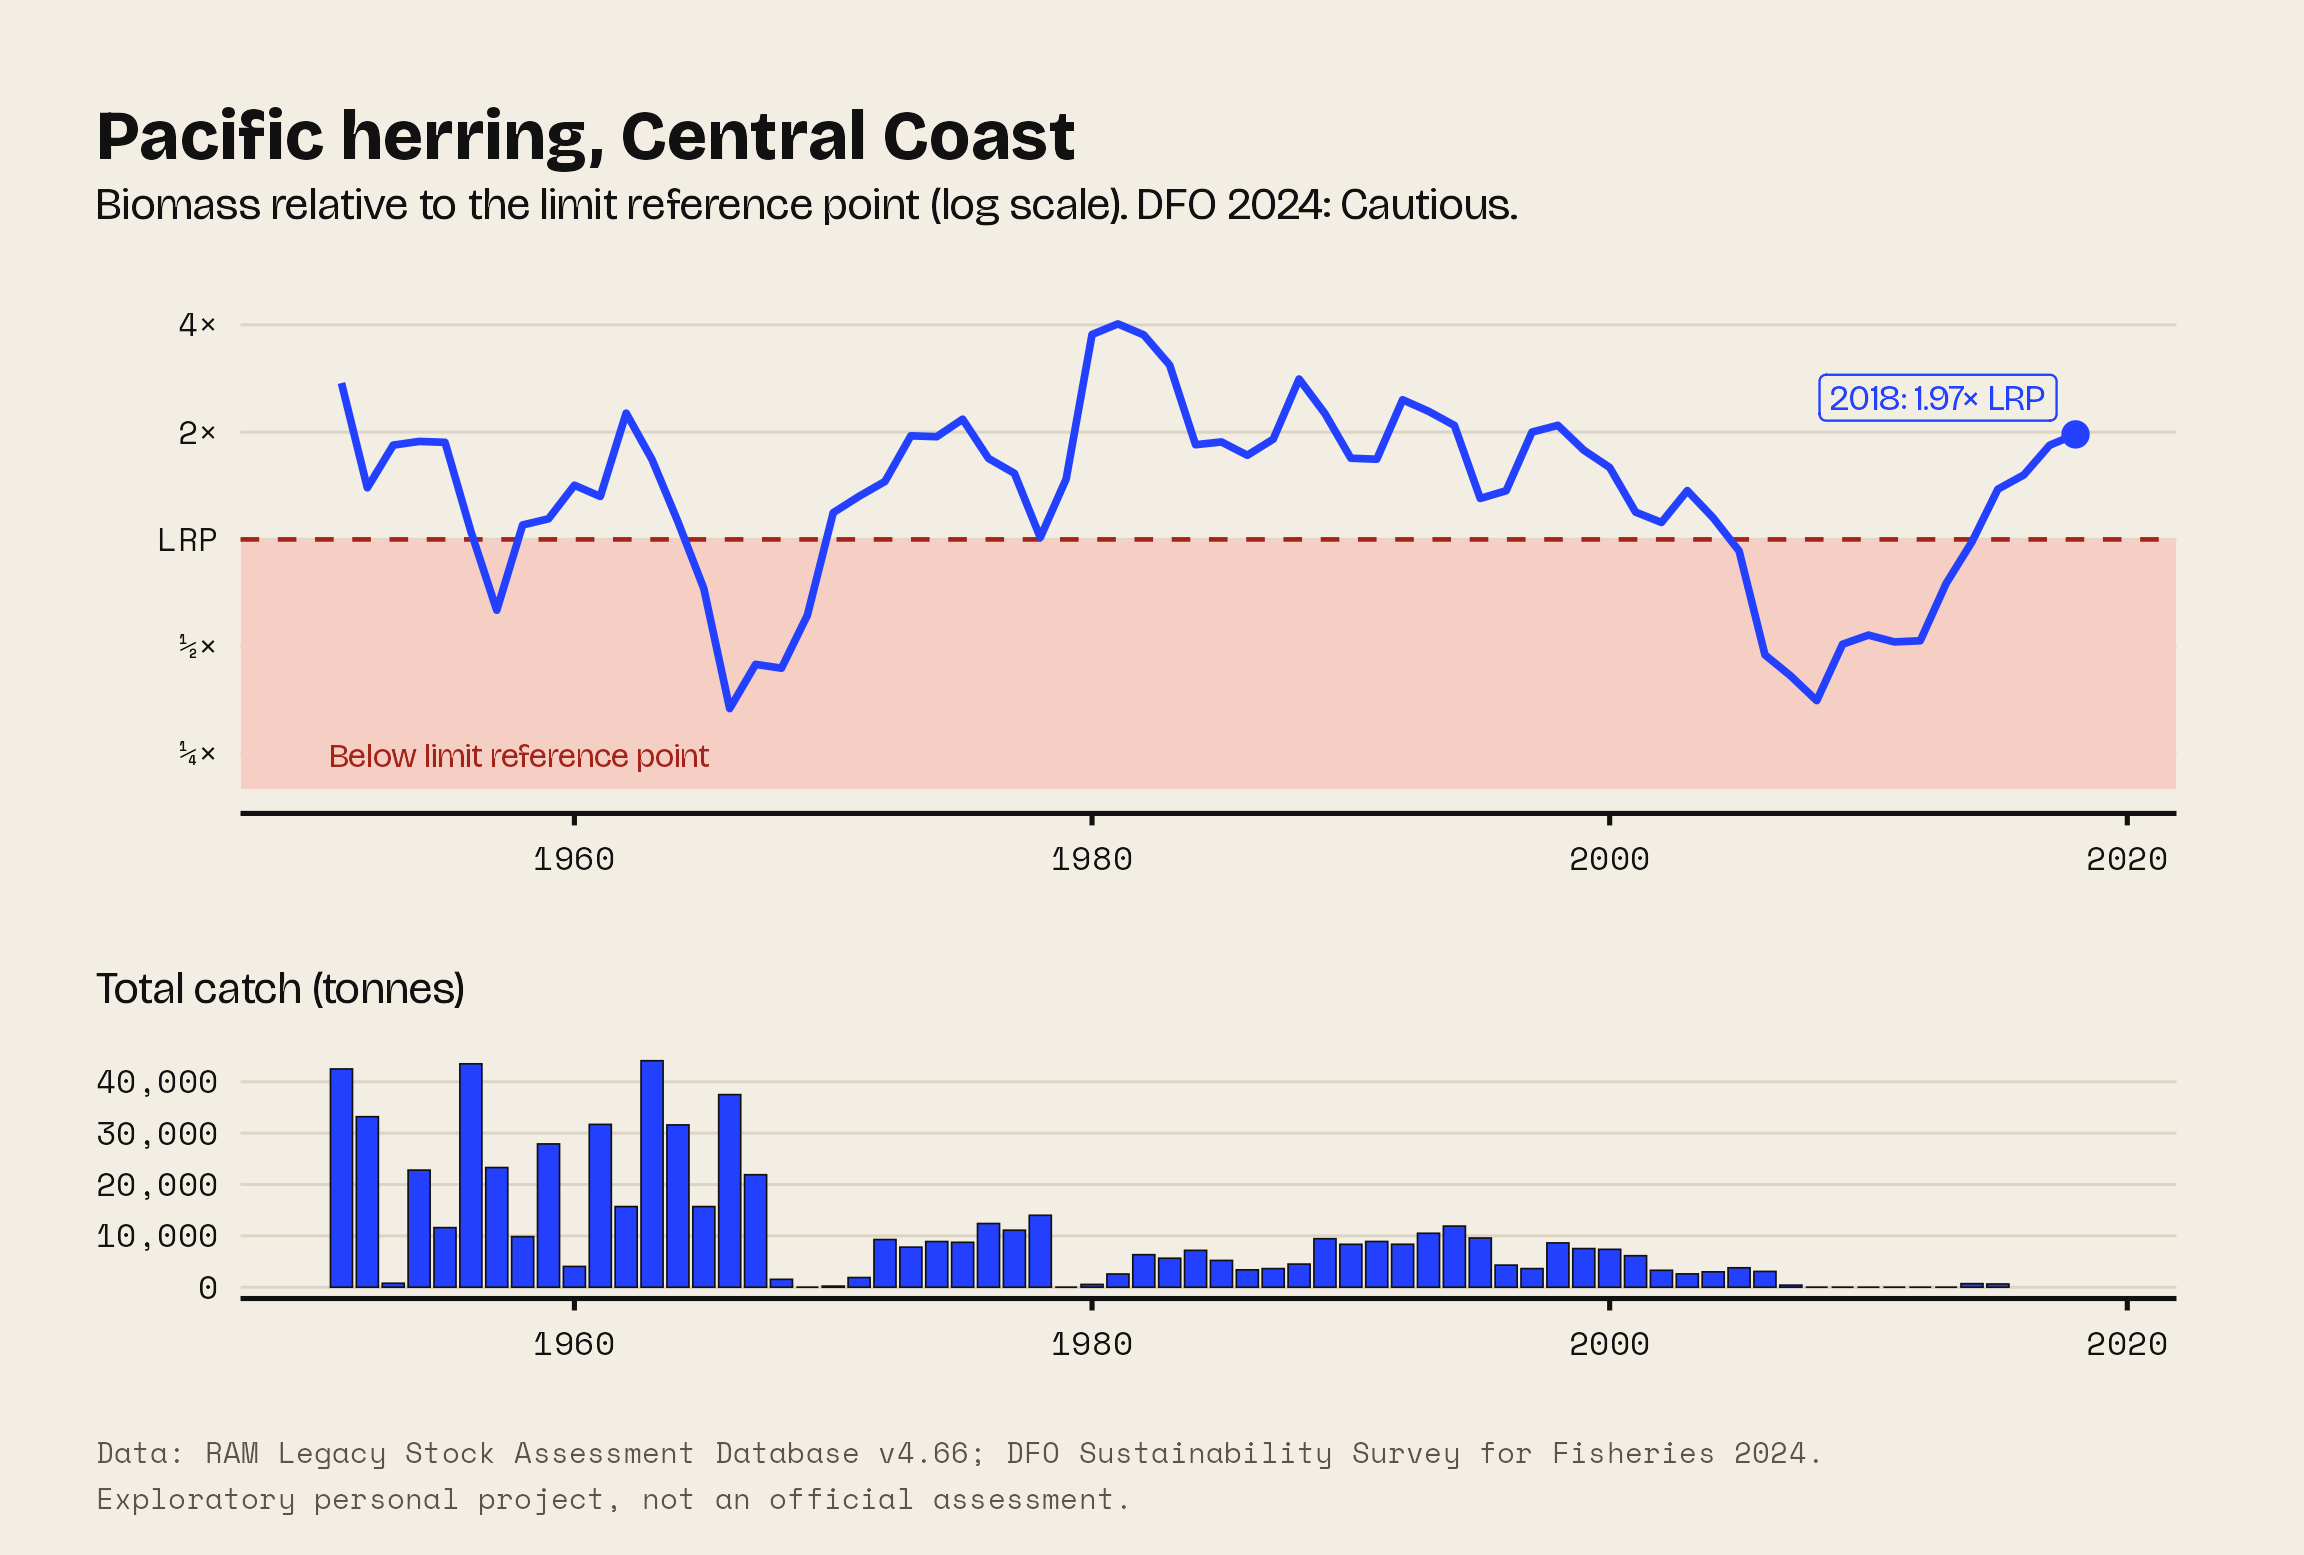 Pacific herring, Central Coast
Biomass relative to the limit reference point (log scale). DFO 2024: Cautious.
4×
2×
LRP
½×
¼×
2018: 1.97× LRP
Below limit reference point
1960 1980 2000 2020
Total catch (tonnes)
40,000
30,000
20,000
10,000
0
1960 1980 2000 2020
Data: RAM Legacy Stock Assessment Database v4.66; DFO Sustainability Survey for Fisheries 2024.
Exploratory personal project, not an official assessment.